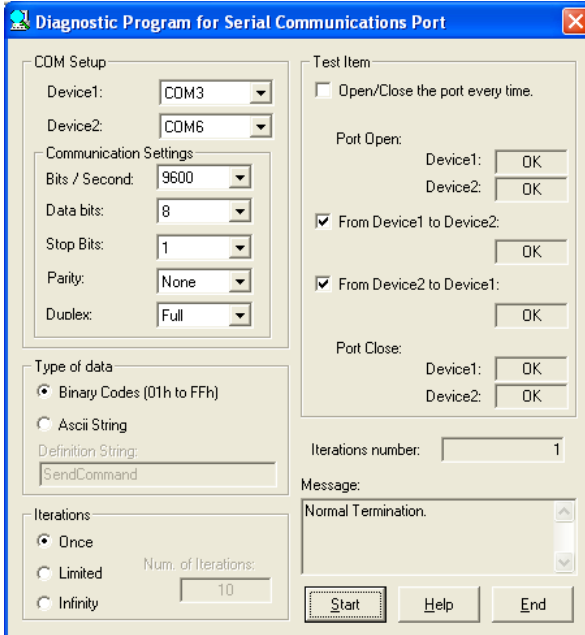 Diagnostic Program for Serial Communications Port
COM Setup
Device1: COM3
Device2: COM6
Communication Settings
Bits / Second: 9600
Data bits: 8
Stop Bits: 1
Parity: None
Duplex: Full
Type of data
Binary Codes (01h to FFh)
Ascii String
Definition String:
SendCommand
Iterations
Once
Limited
Infinity
Num. of Iterations:
10
Test Item
Open/Close the port every time.
Port Open:
Device1: OK
Device2: OK
From Device1 to Device2:
OK
From Device2 to Device1:
OK
Port Close:
Device1: OK
Device2: OK
Iterations number: 1
Message:
Normal Termination.
Start Help End